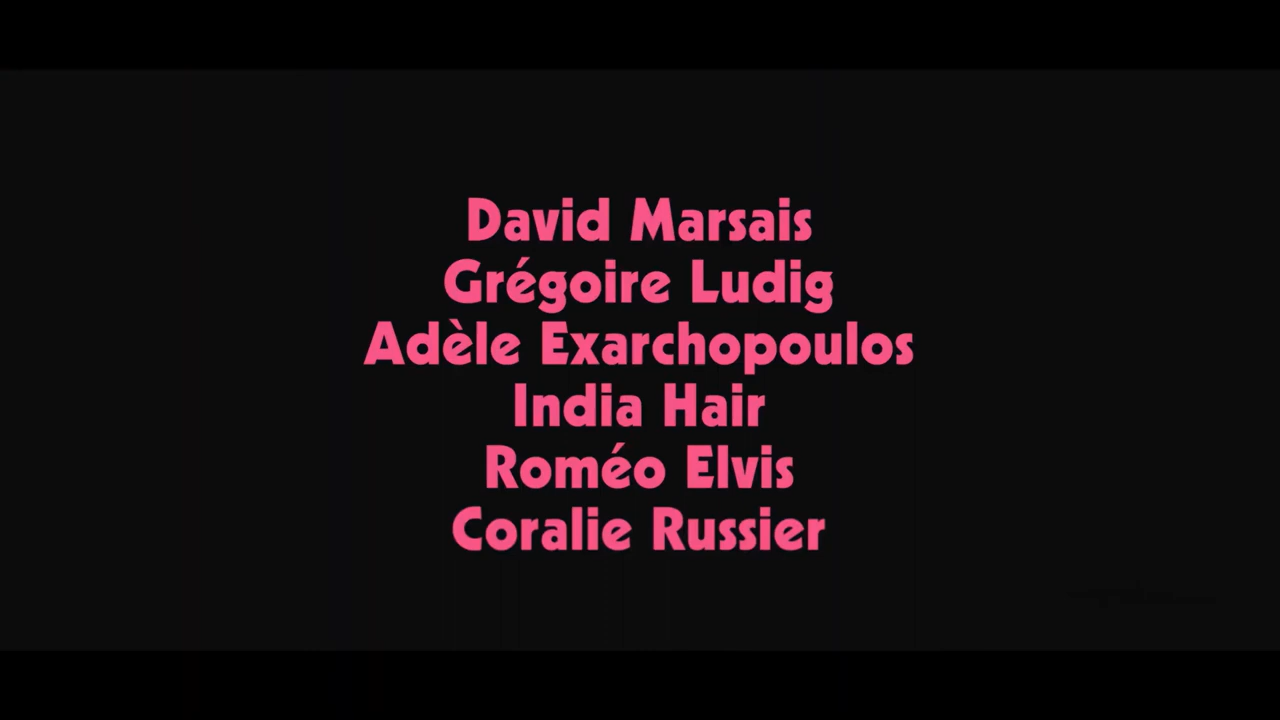 David Marsais
Grégoire Ludig
Adèle Exarchopoulos
India Hair
Roméo Elvis
Coralie Russier